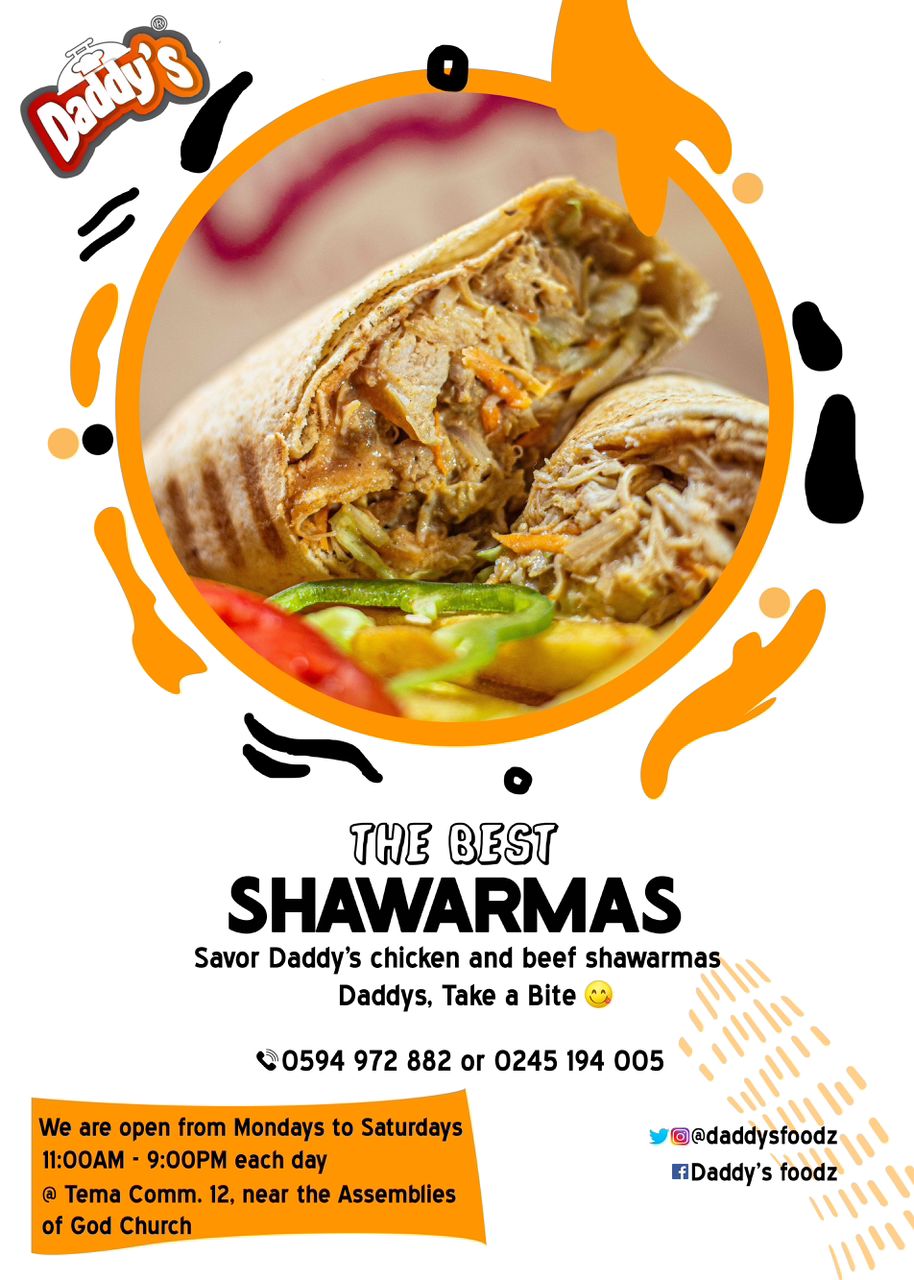 Daddy's®
THE BEST
SHAWARMAS
Savor Daddy's chicken and beef shawarmas
Daddys, Take a Bite 😋
0594 972 882 or 0245 194 005
We are open from Mondays to Saturdays
11:00AM - 9:00PM each day
@ Tema Comm. 12, near the Assemblies
of God Church
@daddysfoodz
Daddy's foodz